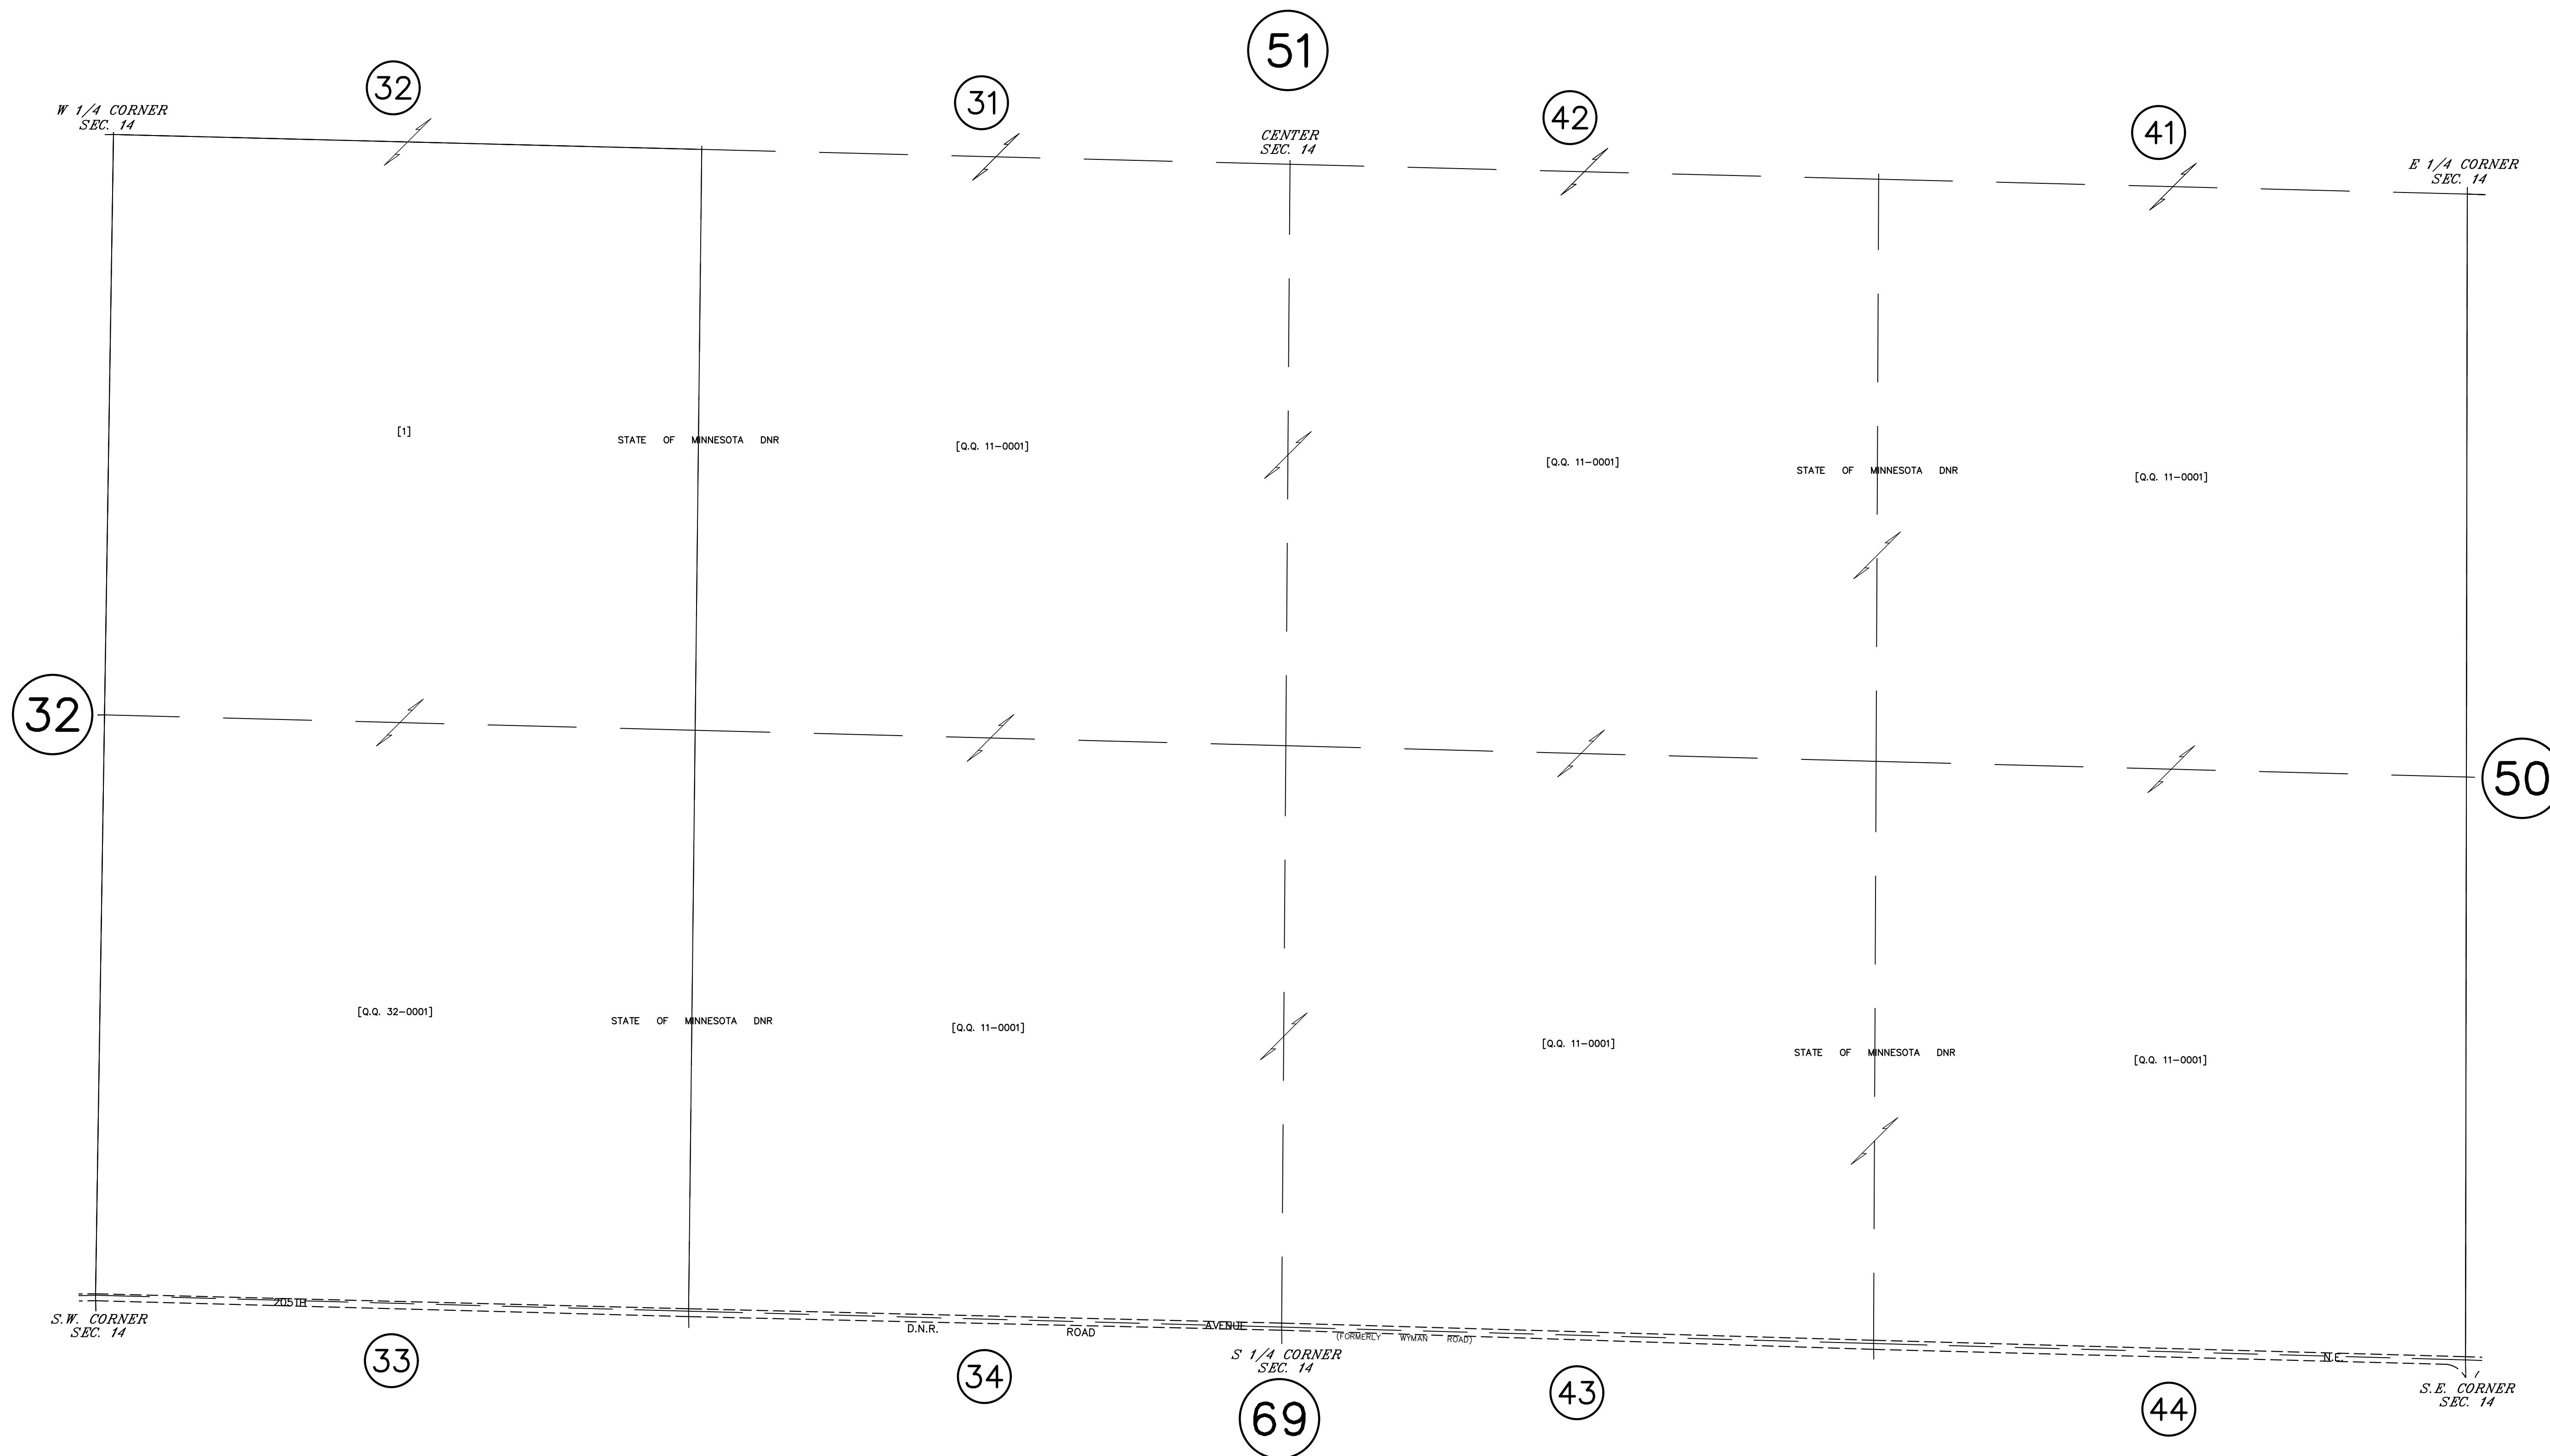 51
32
31
42
41
W 1/4 CORNER
SEC. 14
CENTER
SEC. 14
E 1/4 CORNER
SEC. 14
[1]
STATE OF MINNESOTA DNR
[Q.Q. 11-0001]
[Q.Q. 11-0001]
STATE OF MINNESOTA DNR
[Q.Q. 11-0001]
32
50
[Q.Q. 32-0001]
STATE OF MINNESOTA DNR
[Q.Q. 11-0001]
[Q.Q. 11-0001]
STATE OF MINNESOTA DNR
[Q.Q. 11-0001]
205TH
D.N.R. ROAD
AVENUE
(FORMERLY WYMAN ROAD)
N.E.
S.W. CORNER
SEC. 14
S 1/4 CORNER
SEC. 14
S.E. CORNER
SEC. 14
33
34
69
43
44